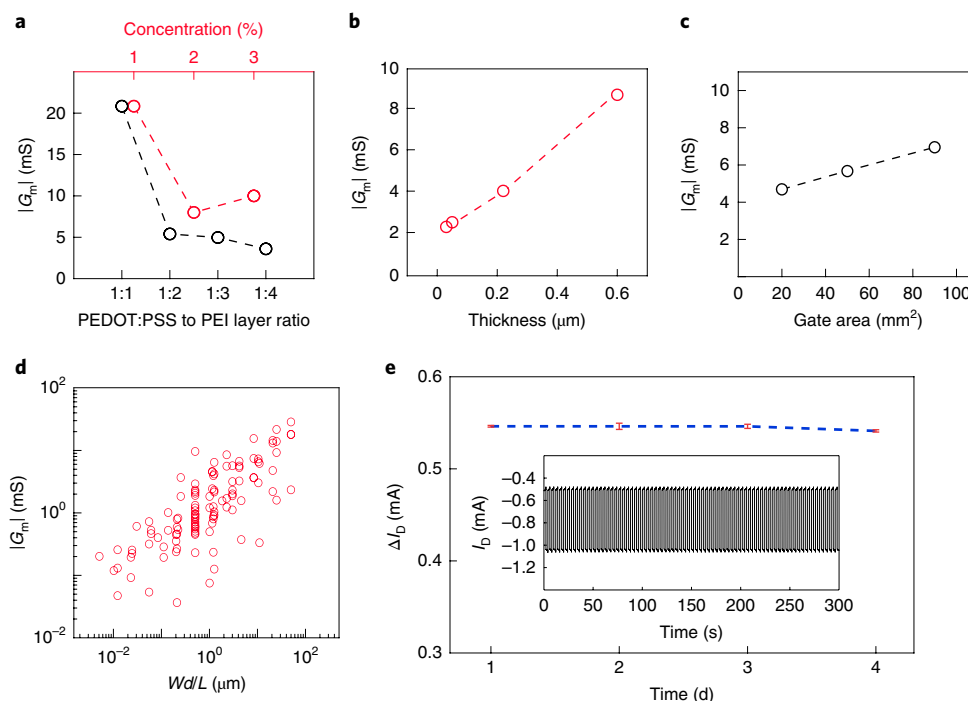 a
Concentration (%)
1 2 3
20
15
10
5
0
|Gm| (mS)
1:1 1:2 1:3 1:4
PEDOT:PSS to PEI layer ratio
b
10
8
6
4
2
0
|Gm| (mS)
0 0.2 0.4 0.6
Thickness (μm)
c
10
8
6
4
2
|Gm| (mS)
0 20 40 60 80 100
Gate area (mm²)
d
10²
10⁰
10⁻²
|Gm| (mS)
10⁻² 10⁰ 10²
Wd/L (μm)
e
0.6
0.5
0.4
0.3
ΔID (mA)
1 2 3 4
Time (d)
−0.4
−0.6
−0.8
−1.0
−1.2
ID (mA)
0 50 100 150 200 250 300
Time (s)